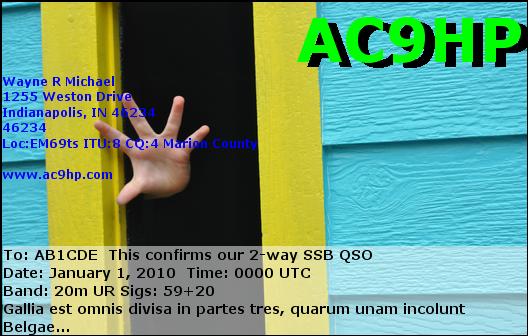 AC9HP
Wayne R Michael
1255 Weston Drive
Indianapolis, IN 46234
46234
Loc:EM69ts ITU:8 CQ:4 Marion County
www.ac9hp.com
To: AB1CDE This confirms our 2-way SSB QSO
Date: January 1, 2010 Time: 0000 UTC
Band: 20m UR Sigs: 59+20
Gallia est omnis divisa in partes tres, quarum unam incolunt
Belgae...